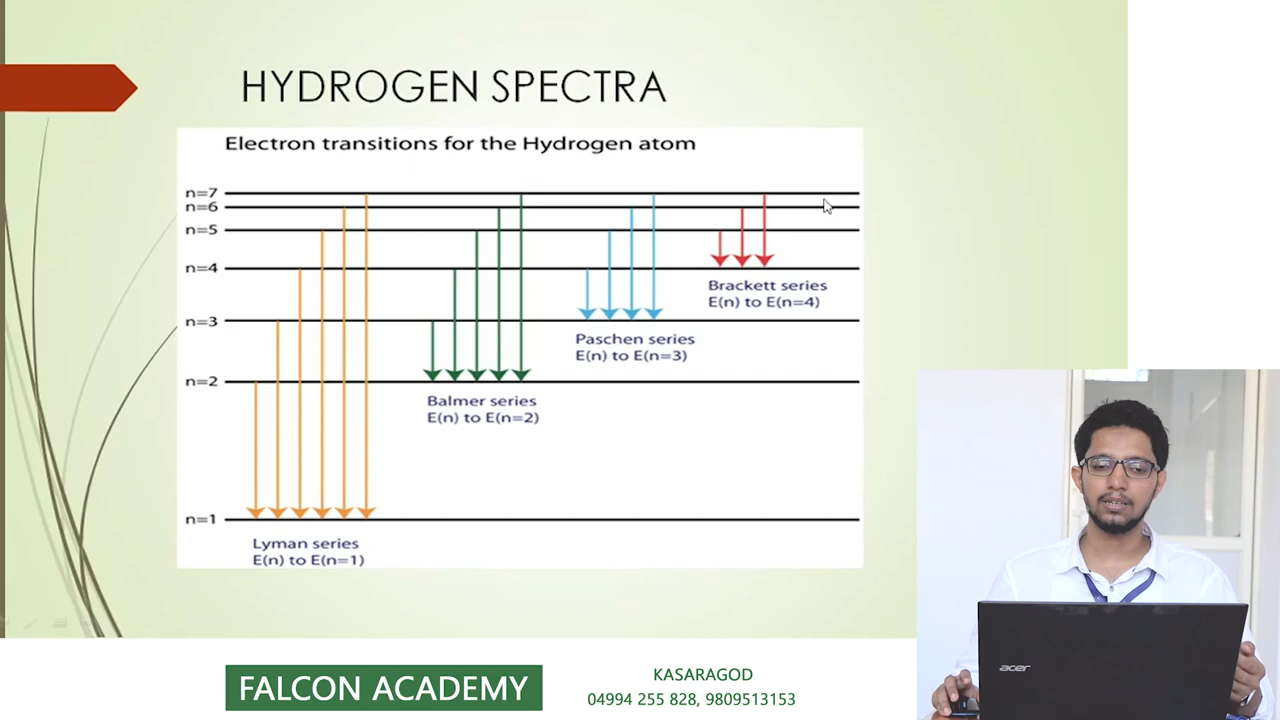 HYDROGEN SPECTRA
Electron transitions for the Hydrogen atom
n=7
n=6
n=5
n=4
Brackett series
E(n) to E(n=4)
n=3
Paschen series
E(n) to E(n=3)
n=2
Balmer series
E(n) to E(n=2)
n=1
Lyman series
E(n) to E(n=1)
acer
FALCON ACADEMY
KASARAGOD
04994 255 828, 9809513153